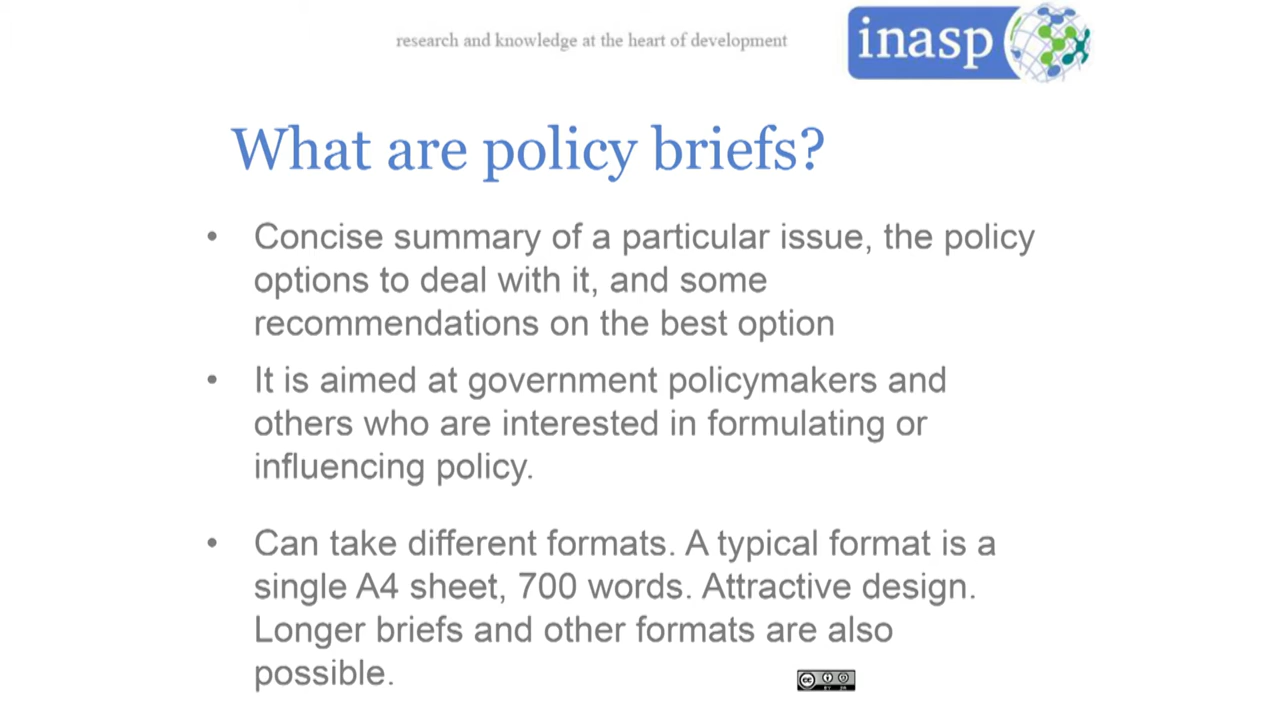 research and knowledge at the heart of development
inasp
What are policy briefs?
• Concise summary of a particular issue, the policy
options to deal with it, and some
recommendations on the best option
• It is aimed at government policymakers and
others who are interested in formulating or
influencing policy.
• Can take different formats. A typical format is a
single A4 sheet, 700 words. Attractive design.
Longer briefs and other formats are also
possible.
cc